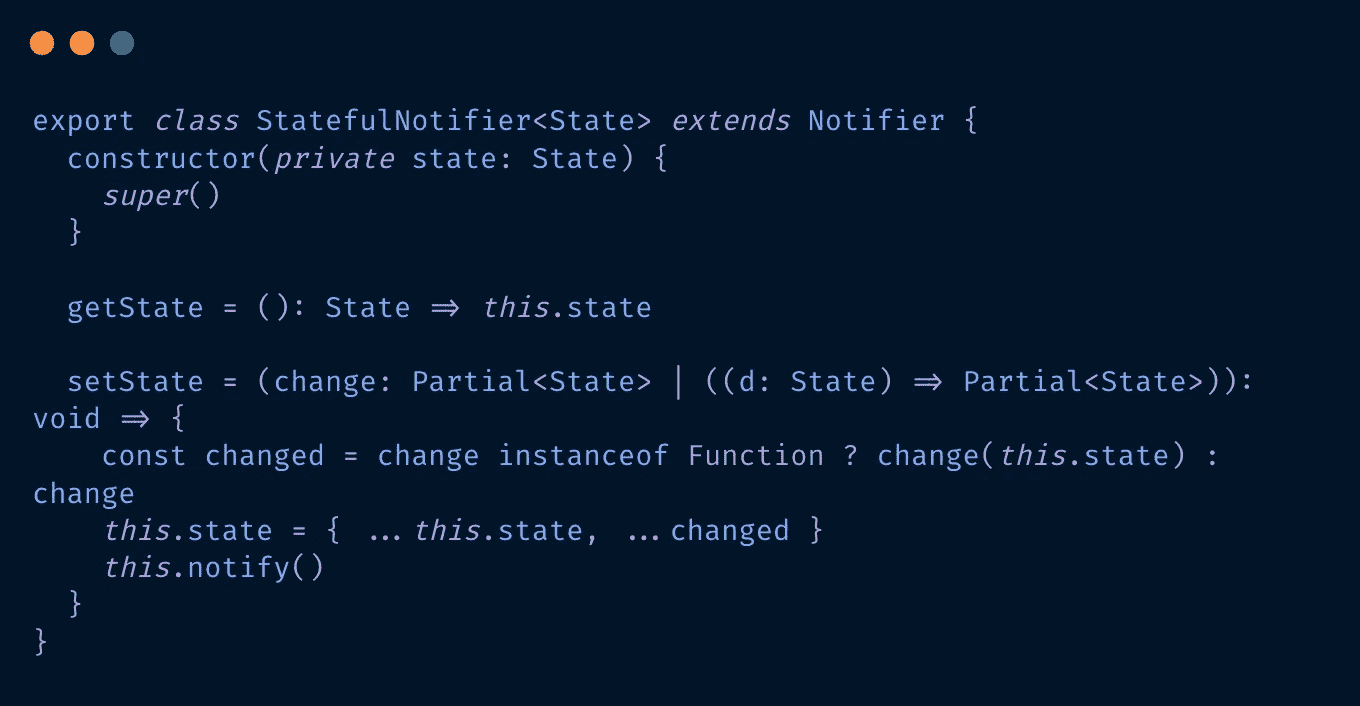 export class StatefulNotifier<State> extends Notifier {
  constructor(private state: State) {
    super()
  }
  getState = (): State => this.state
  setState = (change: Partial<State> | ((d: State) => Partial<State>)):
void => {
    const changed = change instanceof Function ? change(this.state) :
change
    this.state = { ...this.state, ...changed }
    this.notify()
  }
}